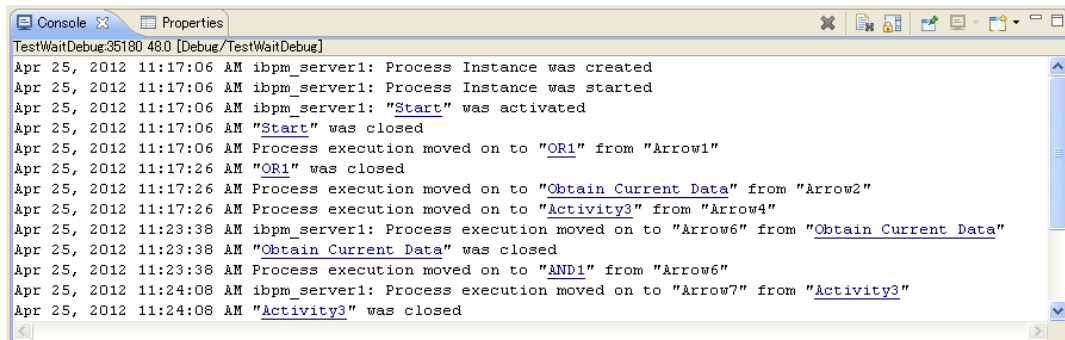 Console Properties
TestWaitDebug:35180 48.0 [Debug/TestWaitDebug]
Apr 25, 2012 11:17:06 AM ibpm_server1: Process Instance was created
Apr 25, 2012 11:17:06 AM ibpm_server1: Process Instance was started
Apr 25, 2012 11:17:06 AM ibpm_server1: "Start" was activated
Apr 25, 2012 11:17:06 AM "Start" was closed
Apr 25, 2012 11:17:06 AM Process execution moved on to "OR1" from "Arrow1"
Apr 25, 2012 11:17:26 AM "OR1" was closed
Apr 25, 2012 11:17:26 AM Process execution moved on to "Obtain Current Data" from "Arrow2"
Apr 25, 2012 11:17:26 AM Process execution moved on to "Activity3" from "Arrow4"
Apr 25, 2012 11:23:38 AM ibpm_server1: Process execution moved on to "Arrow6" from "Obtain Current Data"
Apr 25, 2012 11:23:38 AM "Obtain Current Data" was closed
Apr 25, 2012 11:23:38 AM Process execution moved on to "AND1" from "Arrow6"
Apr 25, 2012 11:24:08 AM ibpm_server1: Process execution moved on to "Arrow7" from "Activity3"
Apr 25, 2012 11:24:08 AM "Activity3" was closed